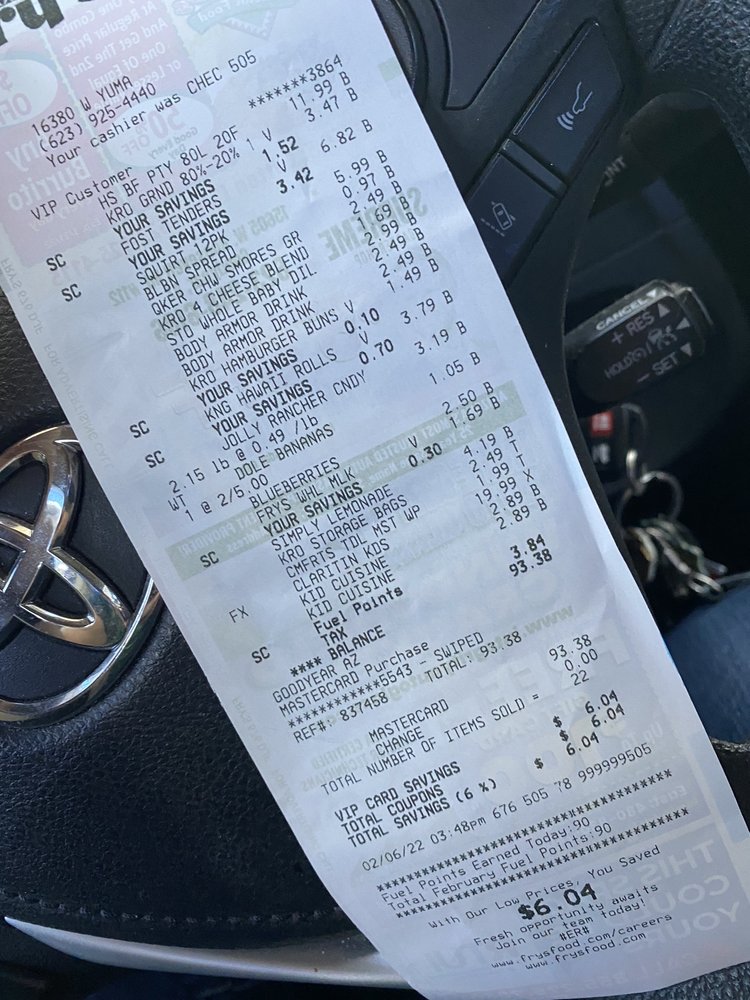 16380 W YUMA
(623) 925-4440
Your cashier was CHEC 505
VIP Customer *******3864
HS BF PTY 80L 20F 11.99 B
KRO GRND 80%-20% 1 V 3.47 B
SC YOUR SAVINGS 1.52
FOST TENDERS V 6.82 B
SC YOUR SAVINGS 3.42
SQUIRT 12PK 5.99 B
BLBN SPREAD 0.97 B
QKER CHW SMORES GR 2.49 B
KRO 4 CHEESE BLEND 1.69 B
STO WHOLE BABY DIL 2.99 B
BODY ARMOR DRINK 2.49 B
BODY ARMOR DRINK 2.49 B
KRO HAMBURGER BUNS V 1.49 B
SC YOUR SAVINGS 0.10
KNG HAWAII ROLLS V 3.79 B
SC YOUR SAVINGS 0.70
JOLLY RANCHER CNDY 3.19 B
2.15 lb @ 0.49 /lb
WT DOLE BANANAS 1.05 B
1 @ 2/5.00
BLUEBERRIES 2.50 B
FRYS WHL MLK V 1.69 B
SC YOUR SAVINGS 0.30
SIMPLY LEMONADE 4.19 B
KRO STORAGE BAGS 2.49 T
CMFRTS TDL MST WP 1.99 T
FX CLARITIN KDS 19.99 X
KID CUISINE 2.89 B
KID CUISINE 2.89 B
SC Fuel Points
TAX 3.84
**** BALANCE 93.38
GOODYEAR AZ
MASTERCARD Purchase
************5543 - SWIPED
REF#: 837458 TOTAL: 93.38
MASTERCARD 93.38
CHANGE 0.00
TOTAL NUMBER OF ITEMS SOLD = 22
VIP CARD SAVINGS $ 6.04
TOTAL COUPONS $ 6.04
TOTAL SAVINGS (6 %) $ 6.04
02/06/22 03:48pm 676 505 78 999999505
Fuel Points Earned Today:90
Total February Fuel Points:90
With Our Low Prices, You Saved
$6.04
Fresh opportunity awaits
Join our team today!
#ER#
www.frysfood.com/careers
www.frysfood.com
CANCEL
+ RES
- SET